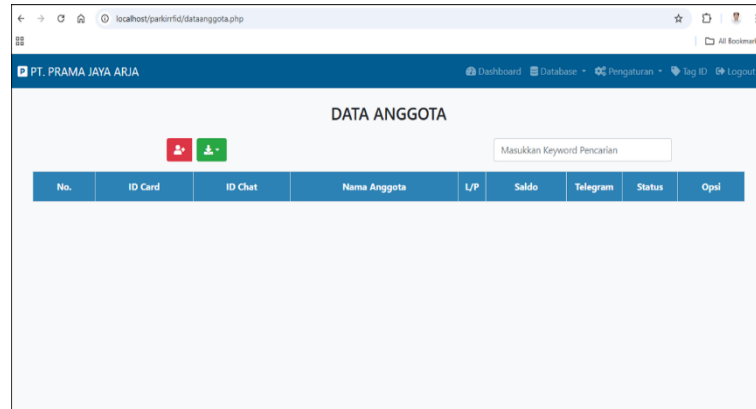 localhost/parkirrfid/dataanggota.php
All Bookmark
P PT. PRAMA JAYA ARJA Dashboard Database Pengaturan Tag ID Logout
DATA ANGGOTA
Masukkan Keyword Pencarian
No. ID Card ID Chat Nama Anggota L/P Saldo Telegram Status Opsi